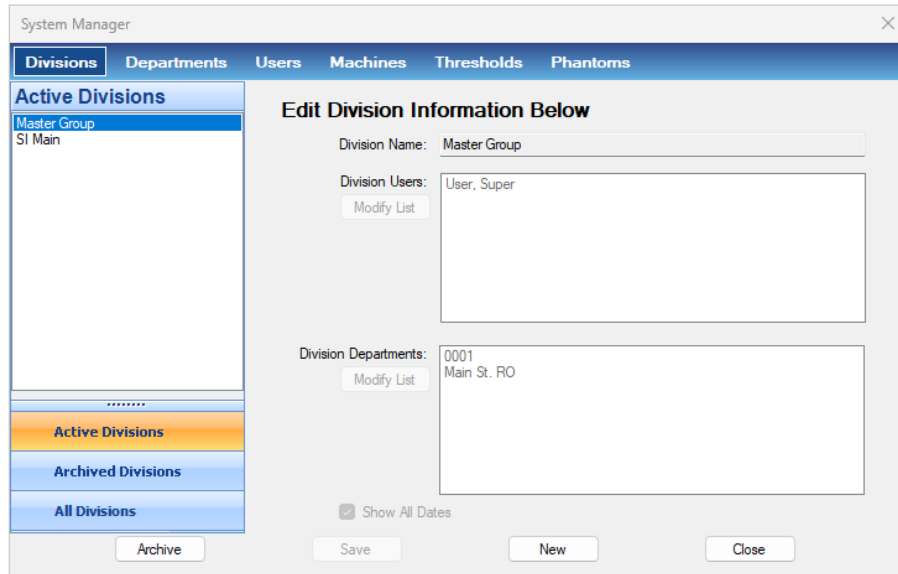 System Manager
Divisions Departments Users Machines Thresholds Phantoms
Active Divisions
Master Group
SI Main
Edit Division Information Below
Division Name: Master Group
Division Users: User, Super
Modify List
Division Departments: 0001
Main St. RO
Modify List
Active Divisions
Archived Divisions
All Divisions
Show All Dates
Archive Save New Close